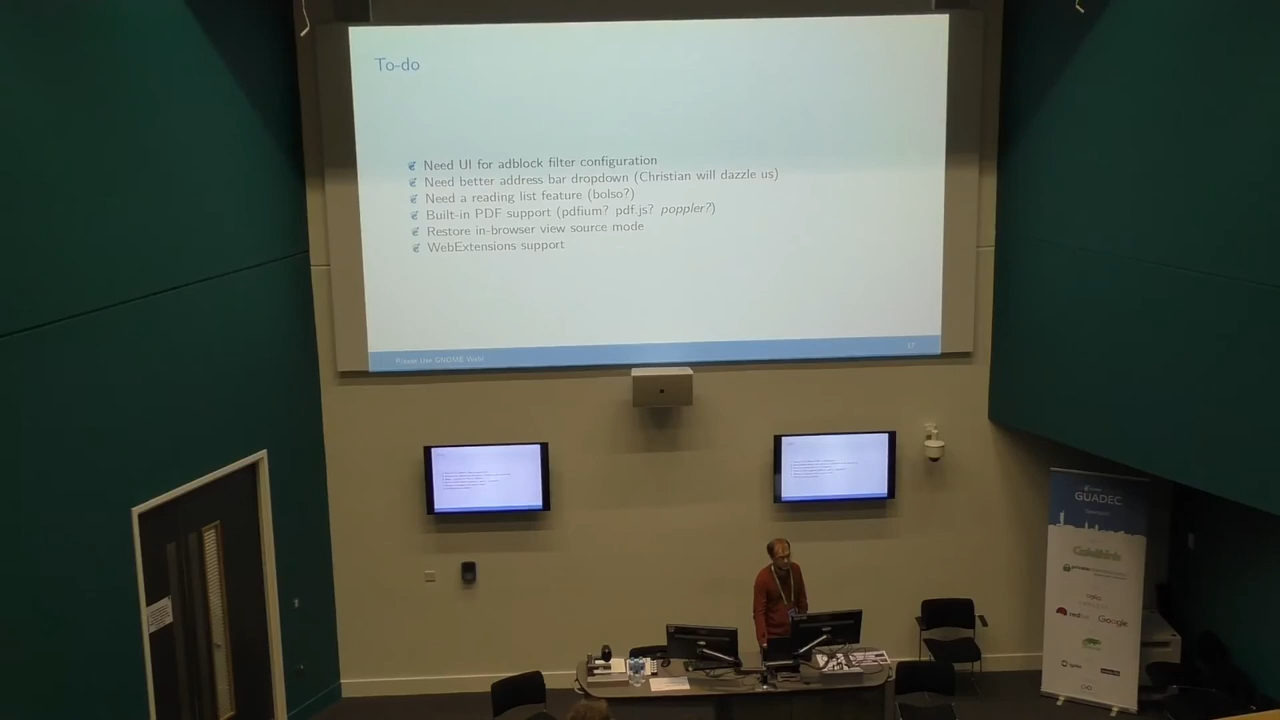 To-do
Need UI for adblock filter configuration
Need better address bar dropdown (Christian will dazzle us)
Need a reading list feature (bolso?)
Built-in PDF support (pdfium? pdf.js? poppler?)
Restore in-browser view source mode
WebExtensions support
Please Use GNOME Web!
17
GUADEC
Google